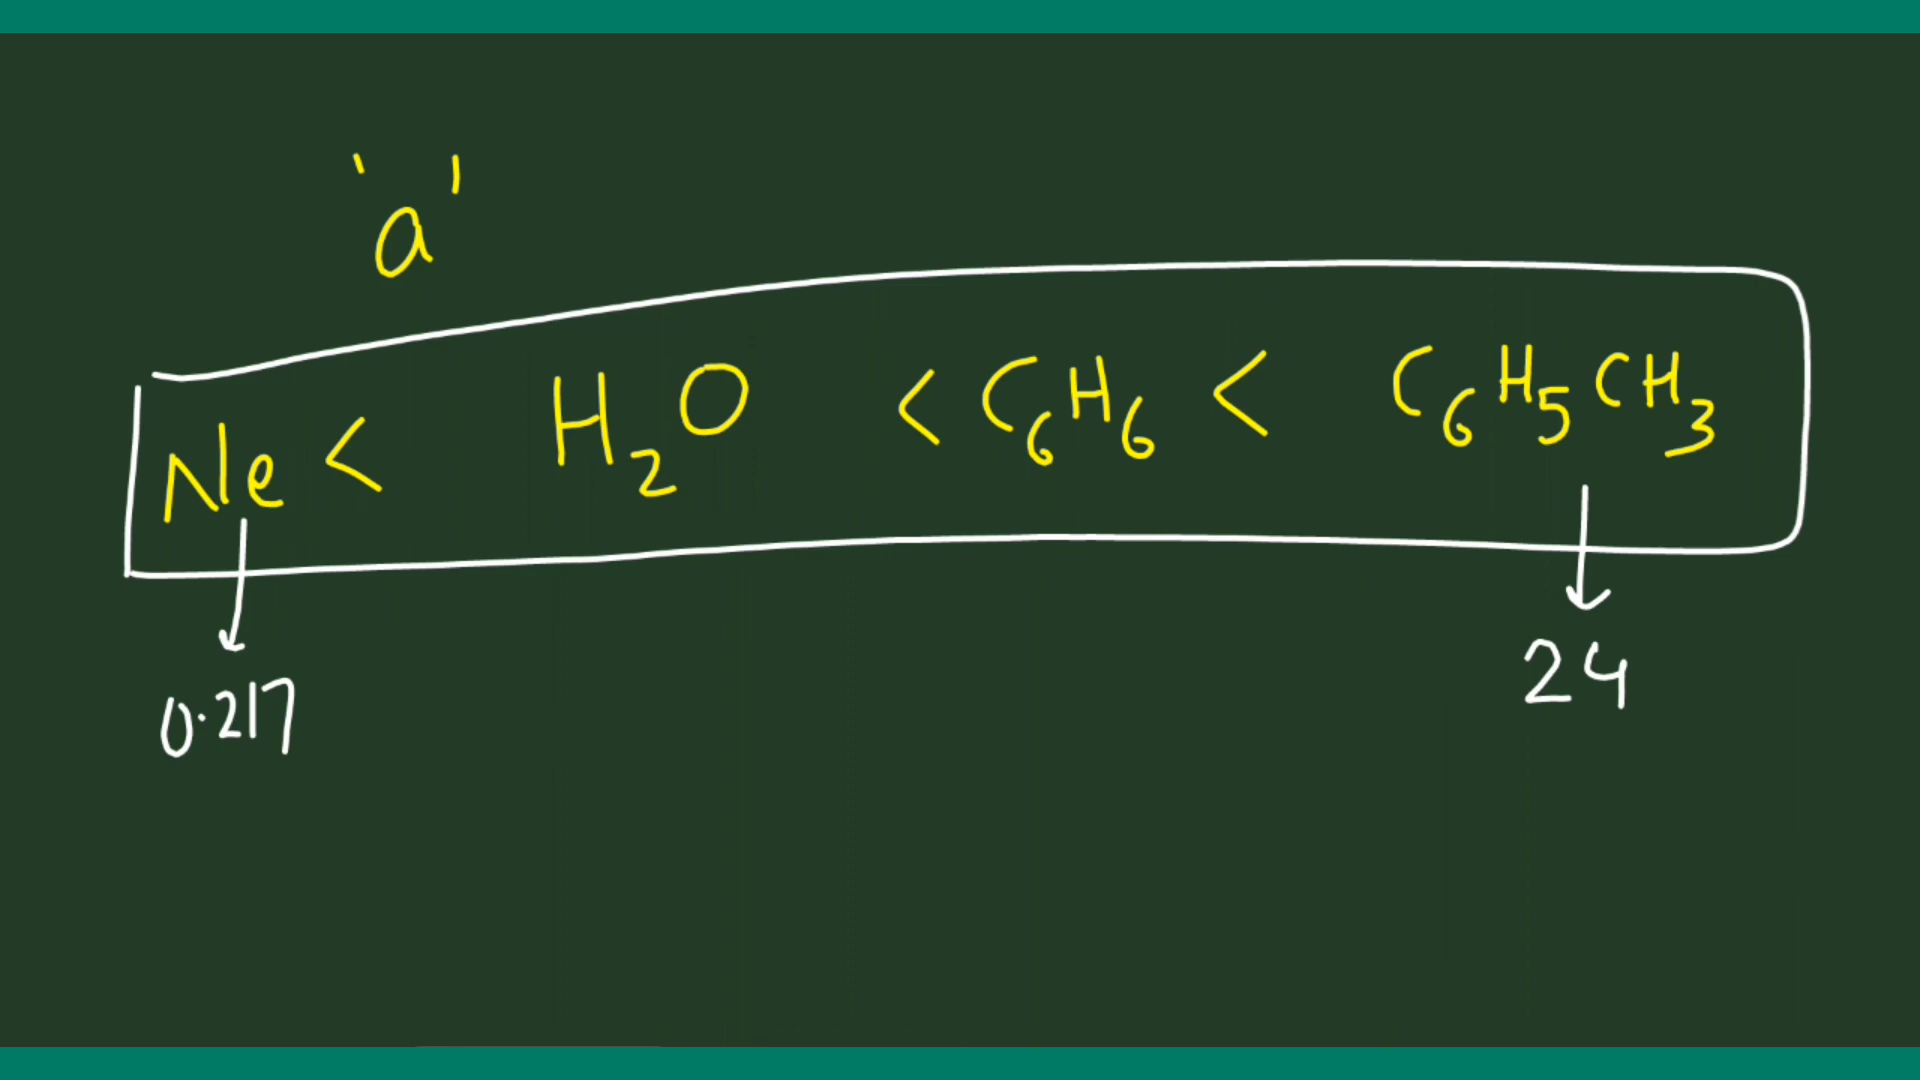 'a'
Ne < H₂O < C₆H₆ < C₆H₅CH₃
0.217 24